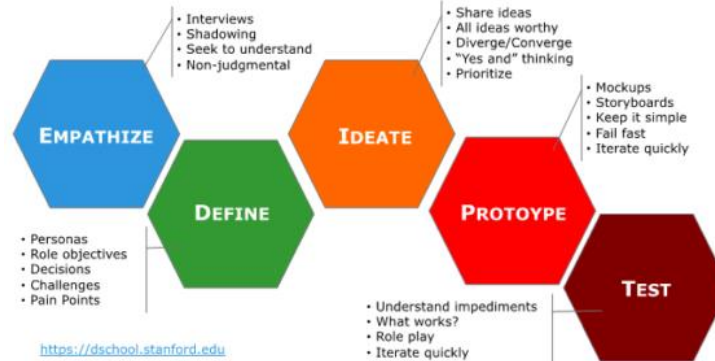 • Interviews
• Shadowing
• Seek to understand
• Non-judgmental
EMPATHIZE
• Personas
• Role objectives
• Decisions
• Challenges
• Pain Points
DEFINE
• Share ideas
• All ideas worthy
• Diverge/Converge
• “Yes and” thinking
• Prioritize
IDEATE
• Mockups
• Storyboards
• Keep it simple
• Fail fast
• Iterate quickly
PROTOYPE
• Understand impediments
• What works?
• Role play
• Iterate quickly
TEST
https://dschool.stanford.edu